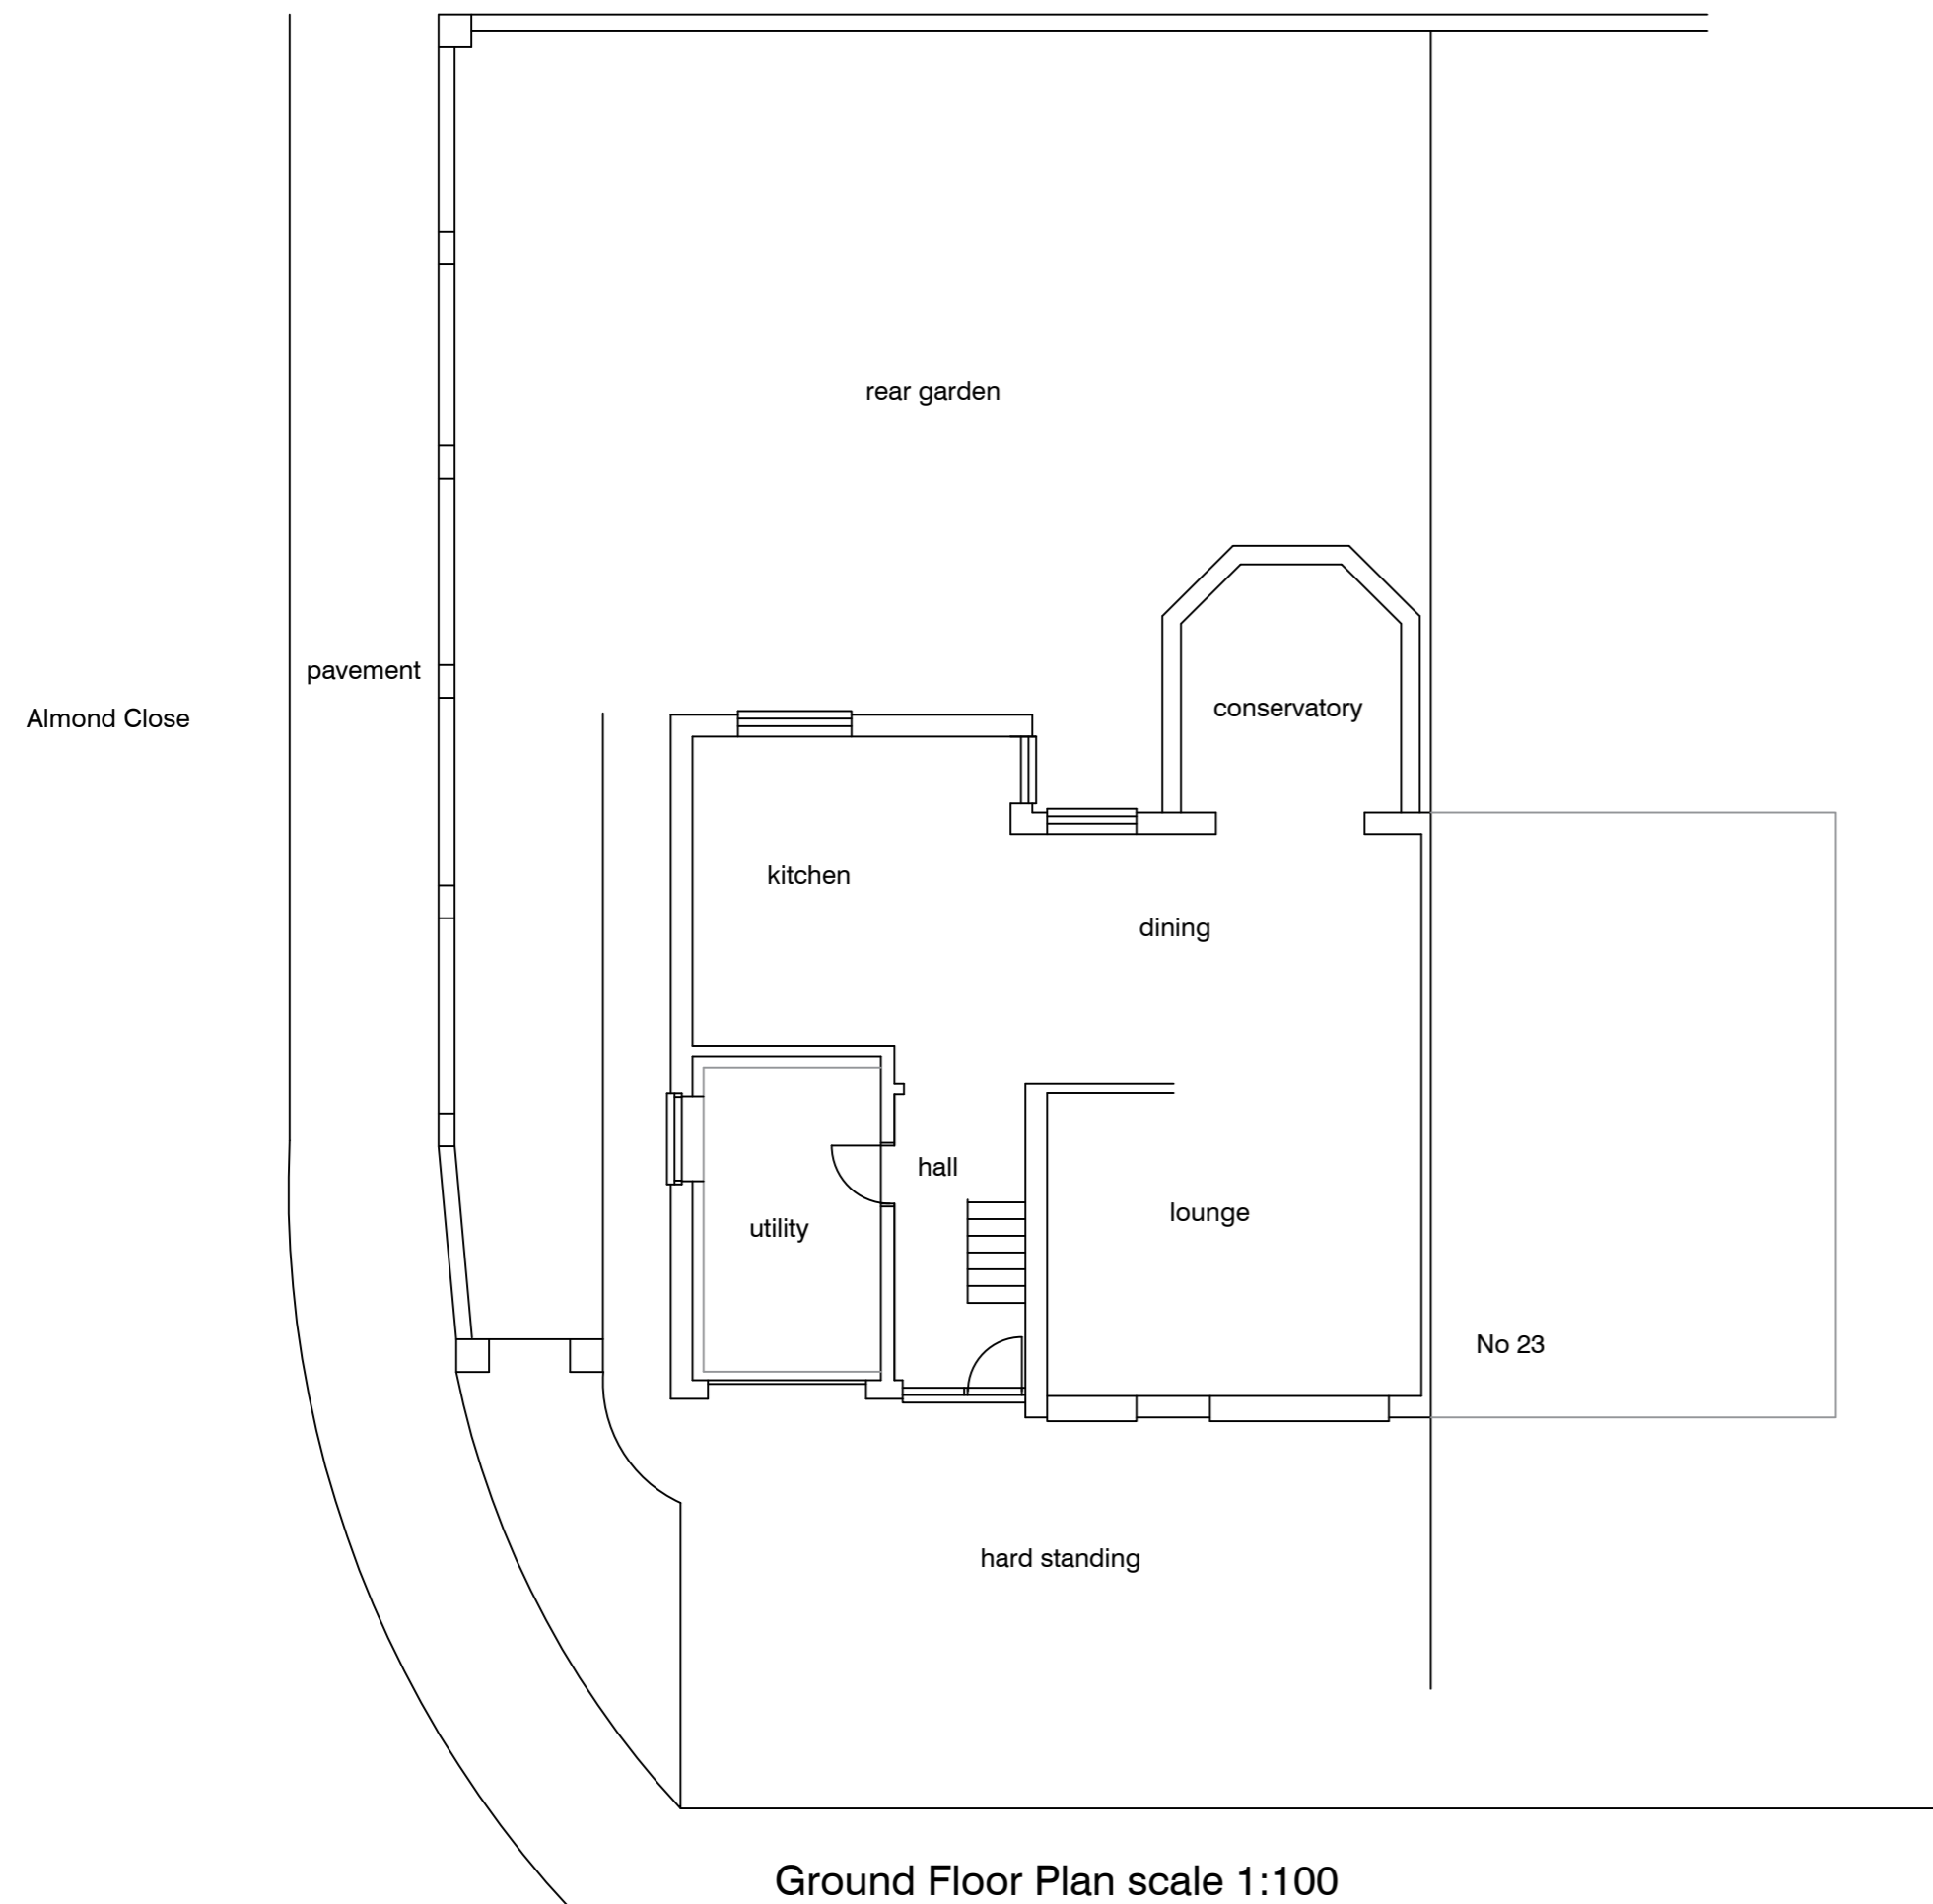 rear garden
pavement
Almond Close
conservatory
kitchen
dining
hall
utility
lounge
No 23
hard standing
Ground Floor Plan scale 1:100